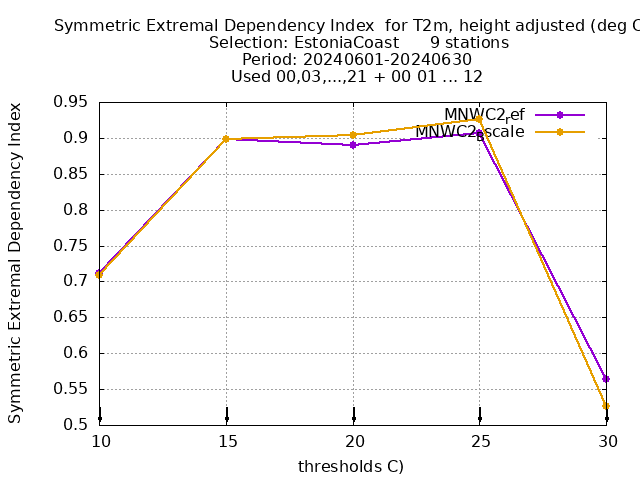 Symmetric Extremal Dependency Index  for T2m, height adjusted (deg C
Selection: EstoniaCoast      9 stations
Period: 20240601-20240630
Used 00,03,...,21 + 00 01 ... 12
MNWC2ref
MNWC2scale
0.95
0.9
0.85
0.8
0.75
0.7
0.65
0.6
0.55
0.5
10 15 20 25 30
Symmetric Extremal Dependency Index
thresholds C)